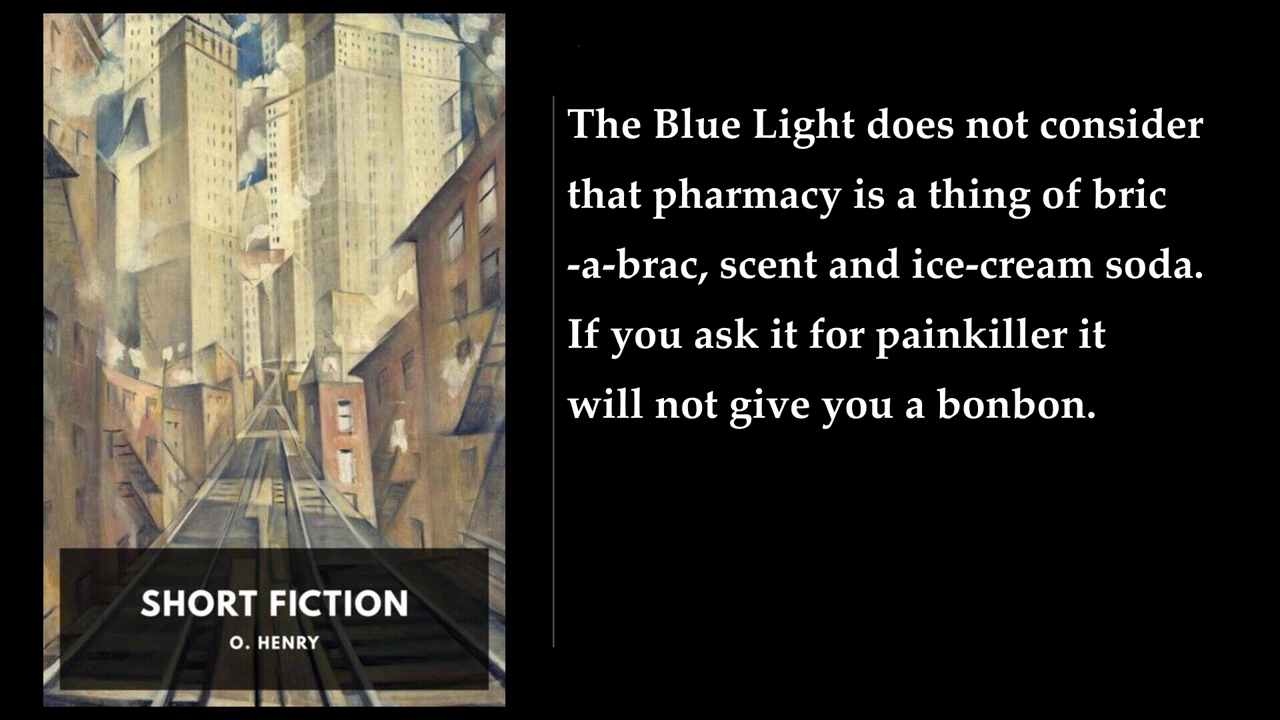 The Blue Light does not consider
that pharmacy is a thing of bric
-a-brac, scent and ice-cream soda.
If you ask it for painkiller it
will not give you a bonbon.
SHORT FICTION
O. HENRY